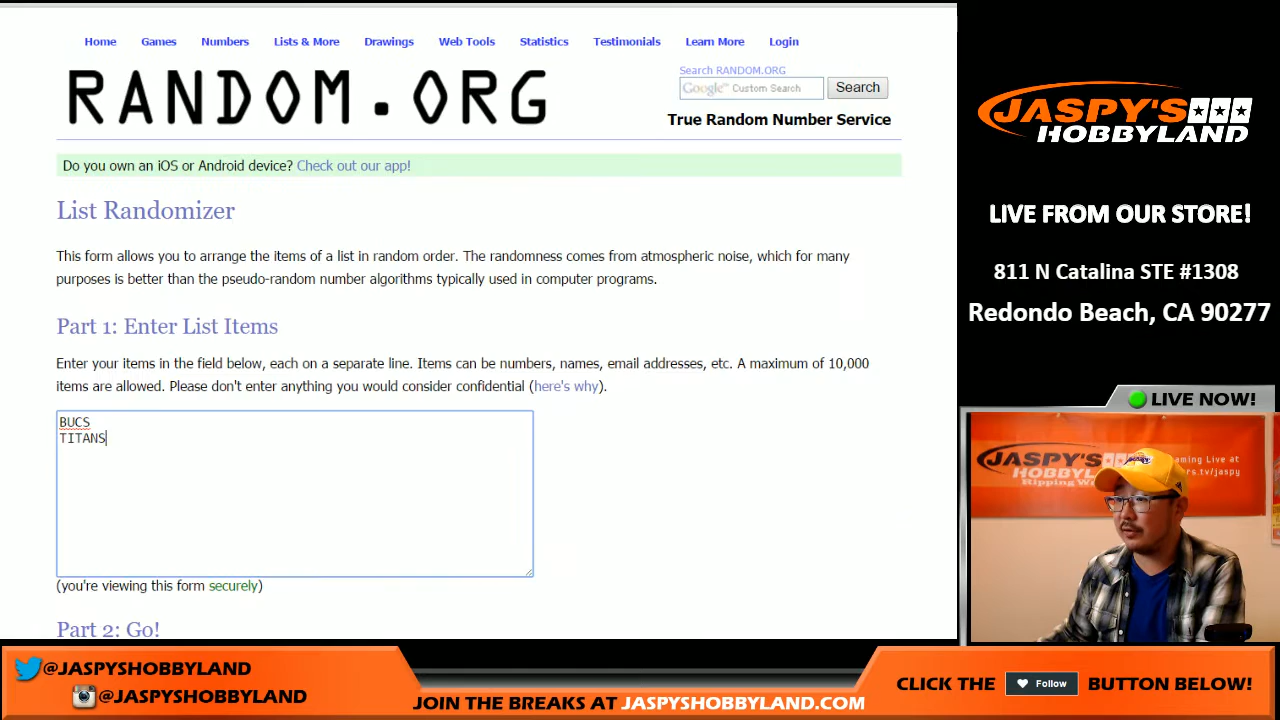 Home Games Numbers Lists & More Drawings Web Tools Statistics Testimonials Learn More Login
RANDOM.ORG
Search RANDOM.ORG
Google™ Custom Search Search
True Random Number Service
Do you own an iOS or Android device? Check out our app!
List Randomizer
This form allows you to arrange the items of a list in random order. The randomness comes from atmospheric noise, which for many
purposes is better than the pseudo-random number algorithms typically used in computer programs.
Part 1: Enter List Items
Enter your items in the field below, each on a separate line. Items can be numbers, names, email addresses, etc. A maximum of 10,000
items are allowed. Please don't enter anything you would consider confidential (here's why).
BUCS
TITANS
(you're viewing this form securely)
Part 2: Go!
JASPY'S
HOBBYLAND
LIVE FROM OUR STORE!
811 N Catalina STE #1308
Redondo Beach, CA 90277
LIVE NOW!
JASPY'S
HOBBYLAND
Live at
@JASPYSHOBBYLAND
@JASPYSHOBBYLAND
JOIN THE BREAKS AT JASPYSHOBBYLAND.COM
CLICK THE Follow BUTTON BELOW!